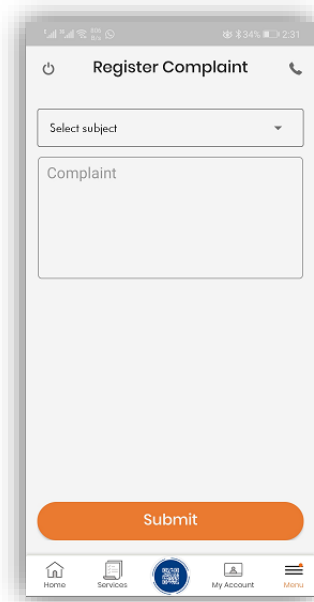 34% 2:31
Register Complaint
Select subject
Complaint
Submit
Home Services My Account Menu